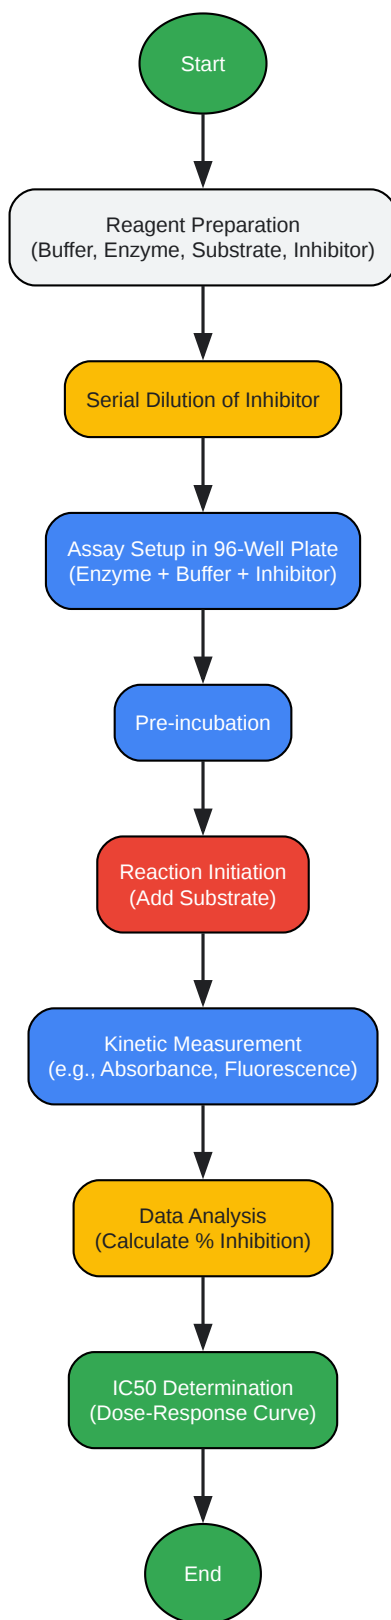 Start
Reagent Preparation
(Buffer, Enzyme, Substrate, Inhibitor)
Serial Dilution of Inhibitor
Assay Setup in 96-Well Plate
(Enzyme + Buffer + Inhibitor)
Pre-incubation
Reaction Initiation
(Add Substrate)
Kinetic Measurement
(e.g., Absorbance, Fluorescence)
Data Analysis
(Calculate % Inhibition)
IC50 Determination
(Dose-Response Curve)
End